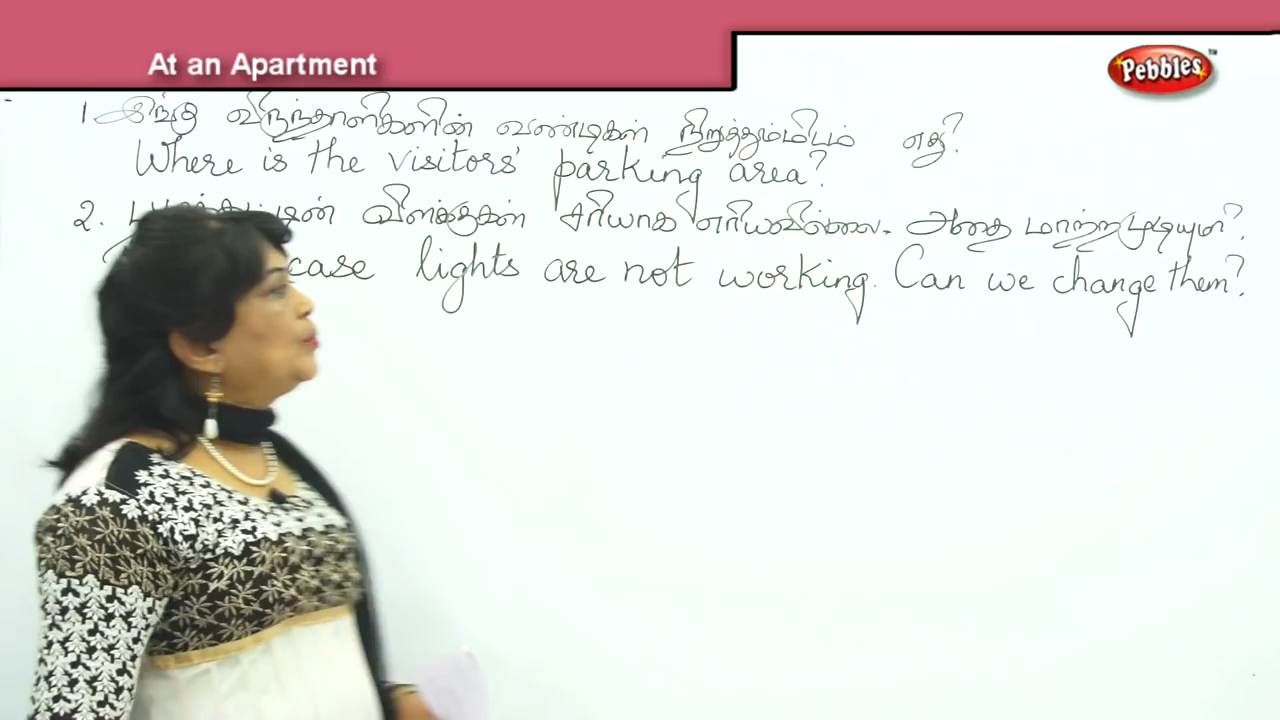 At an Apartment
Pebbles
1. இங்கு விருந்தாளிகளின் வண்டிகள் நிறுத்தும்மிடம் எது?
Where is the visitors' parking area?
2. விளக்குகள் சரியாக எரியவில்லை. அதை மாற்றமுடியுமா?
case lights are not working. Can we change them?